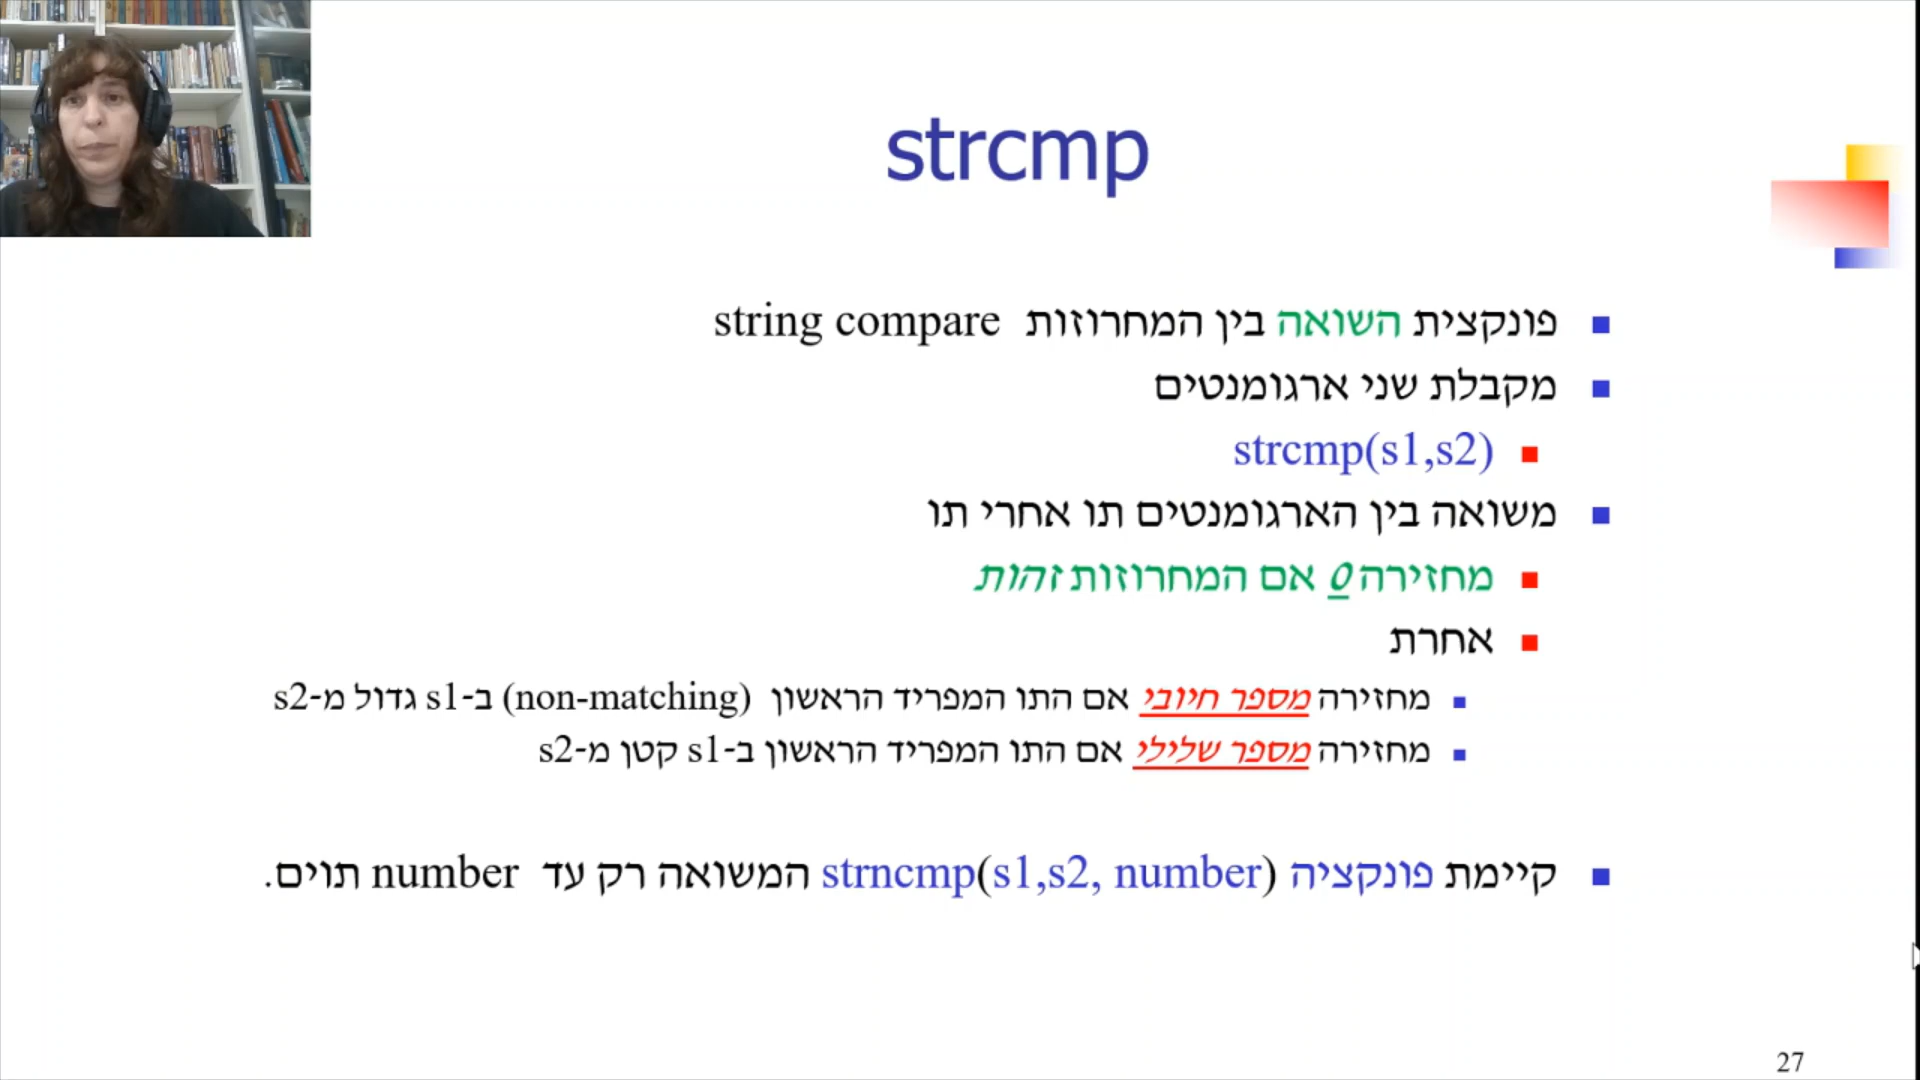 strcmp
פונקצית השואה בין המחרוזות string compare
מקבלת שני ארגומנטים
strcmp(s1,s2)
משואה בין הארגומנטים תו אחרי תו
מחזירה 0 אם המחרוזות זהות
אחרת
מחזירה מספר חיובי אם התו המפריד הראשון (non-matching) ב-s1 גדול מ-s2
מחזירה מספר שלילי אם התו המפריד הראשון ב-s1 קטן מ-s2
קיימת פונקציה strncmp(s1,s2, number) המשואה רק עד number תוים.
27